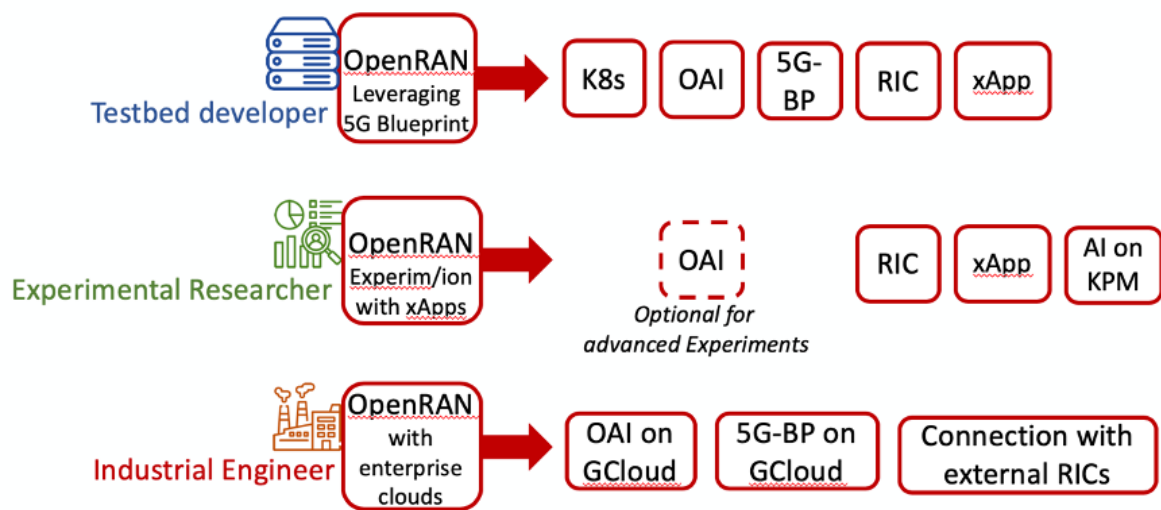 Testbed developer
OpenRAN
Leveraging
5G Blueprint
K8s
OAI
5G-
BP
RIC
xApp
Experimental Researcher
OpenRAN
Experim/ion
with xApps
OAI
Optional for
advanced Experiments
RIC
xApp
AI on
KPM
Industrial Engineer
OpenRAN
with
enterprise
clouds
OAI on
GCloud
5G-BP on
GCloud
Connection with
external RICs